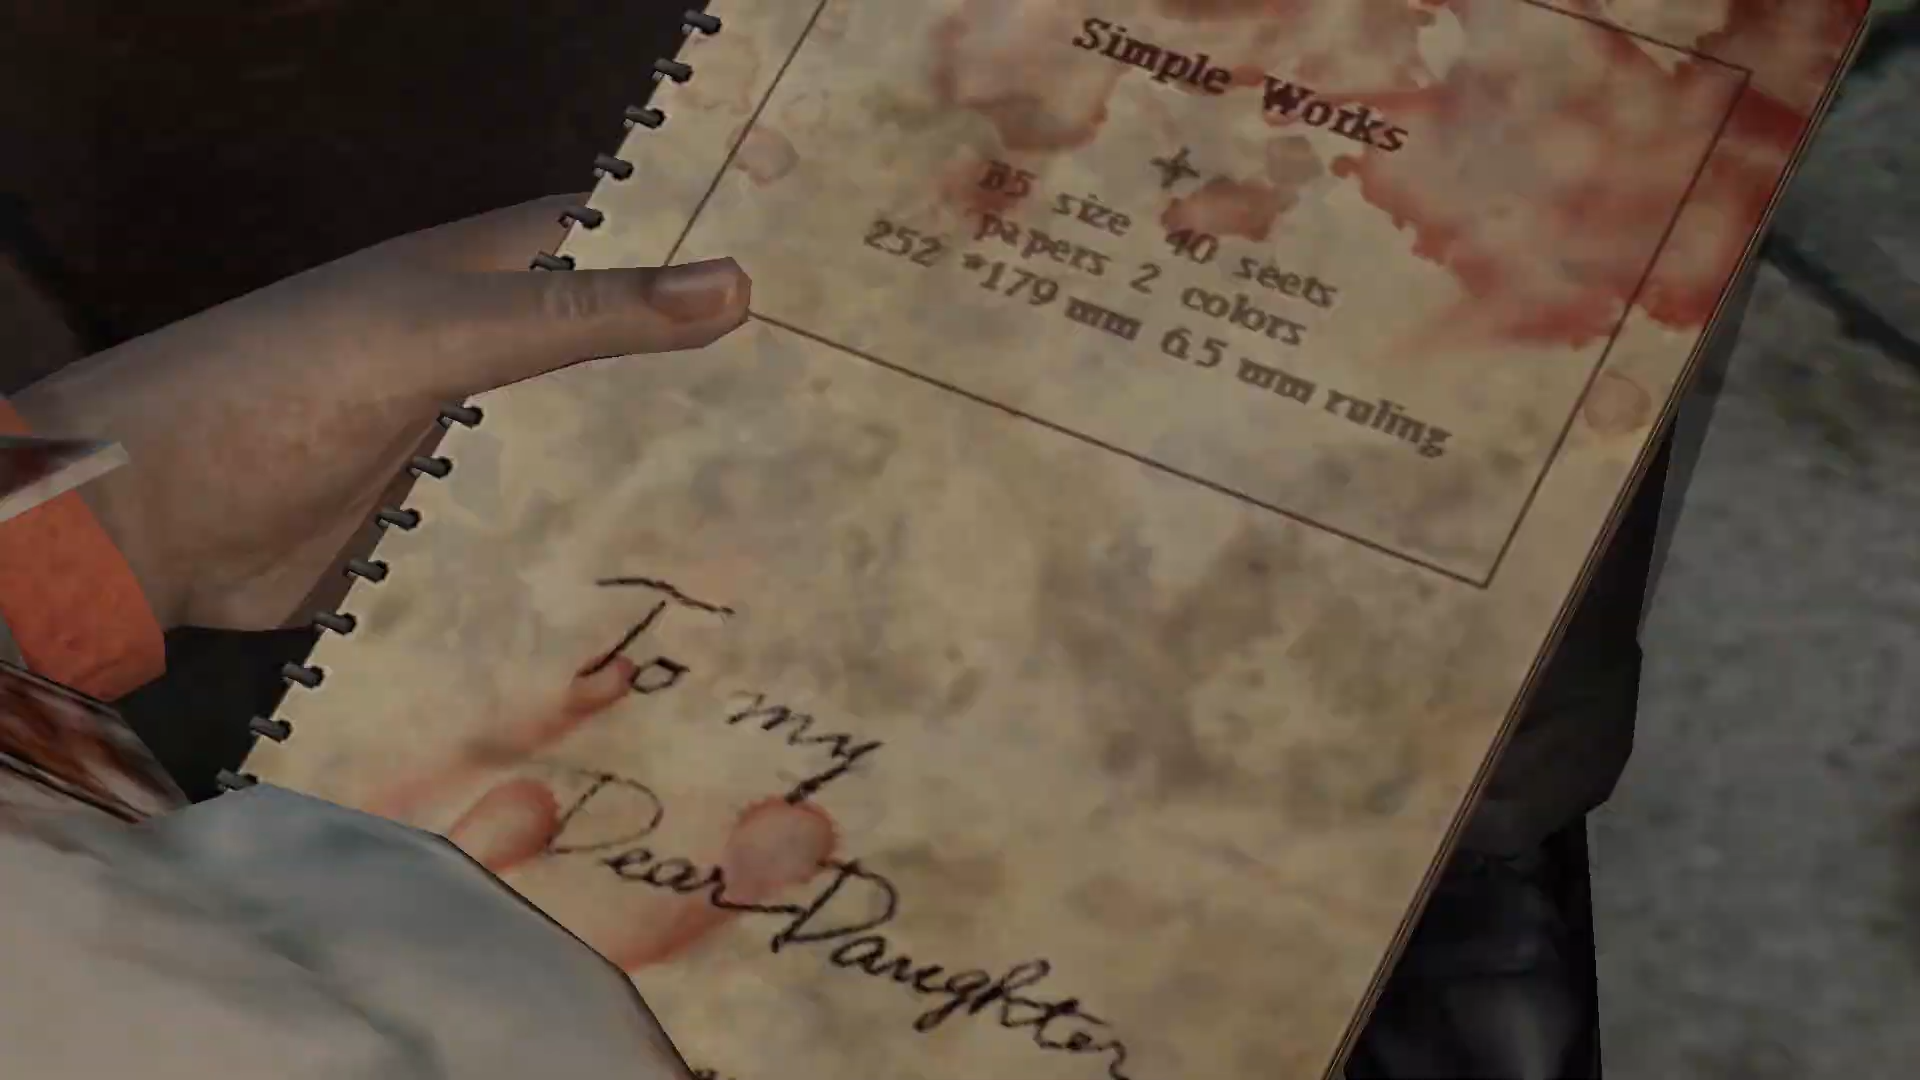 Simple Works
B5 size 40 seets
papers 2 colors
252 *179 mm 6.5 mm ruling
To my
Dear Daughter